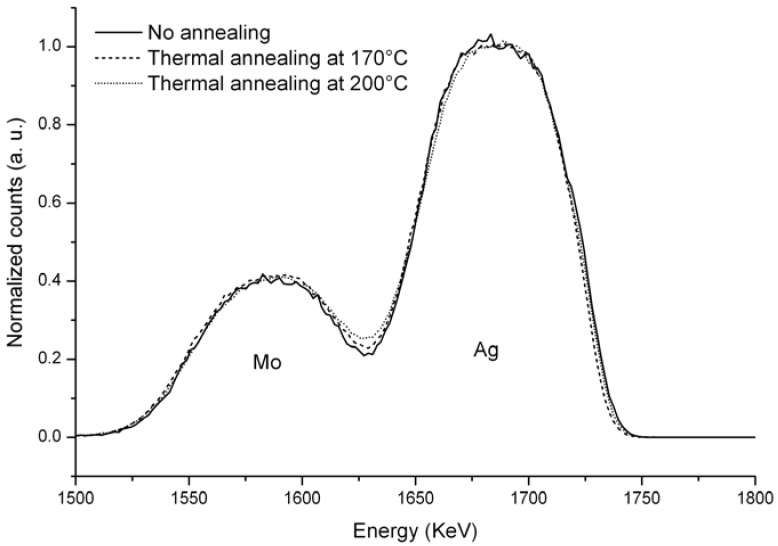 No annealing
Thermal annealing at 170°C
Thermal annealing at 200°C
Normalized counts (a. u.)
1.0
0.8
0.6
0.4
0.2
0.0
Mo
Ag
1500 1550 1600 1650 1700 1750 1800
Energy (KeV)